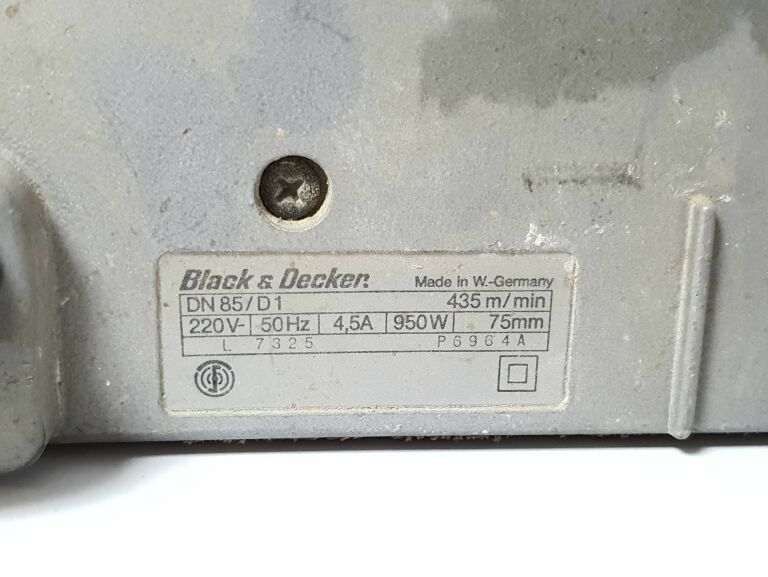 Black & Decker. Made in W.-Germany
DN 85/D1 435 m/min
220V~ 50Hz 4,5A 950W 75mm
L 7325 P6964A